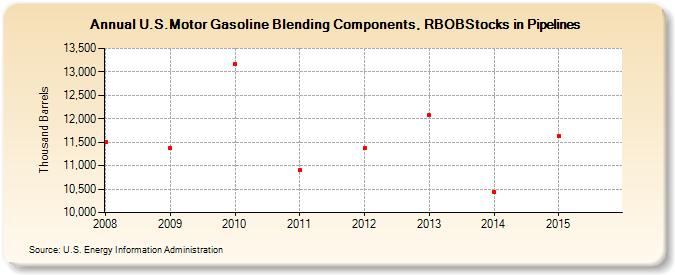 Annual U.S. Motor Gasoline Blending Components, RBOBStocks in Pipelines
Thousand Barrels
13,500
13,000
12,500
12,000
11,500
11,000
10,500
10,000
2008 2009 2010 2011 2012 2013 2014 2015
Source: U.S. Energy Information Administration